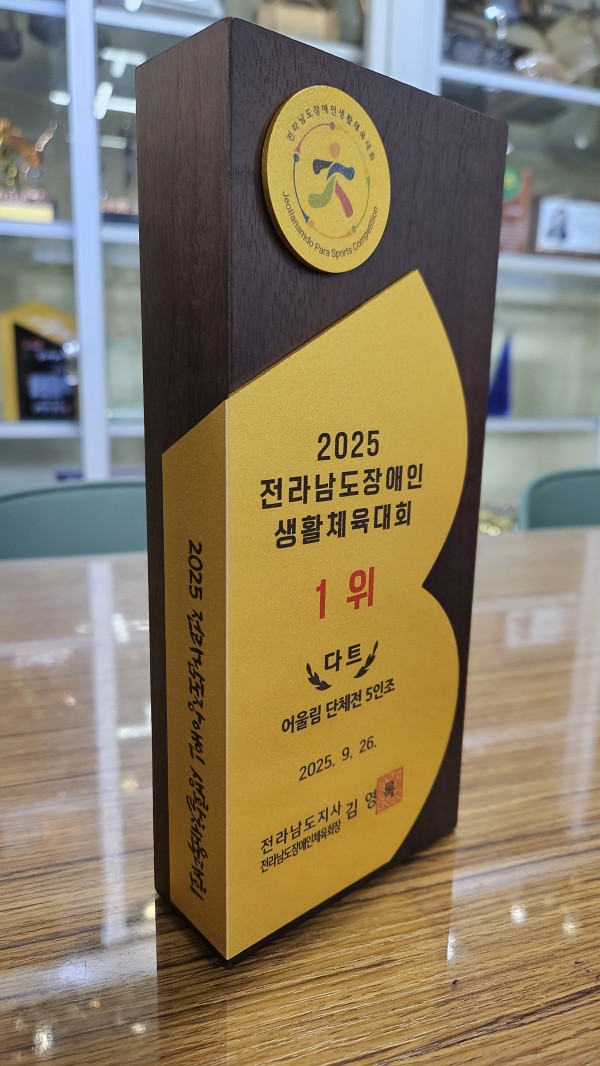 전라남도장애인생활체육대회
Jeollanamdo Para Sports Competition
2025
전라남도장애인
생활체육대회
1 위
다트
어울림 단체전 5인조
2025. 9. 26.
전라남도지사
전라남도장애인체육회장
김 영 록
2025 전라남도장애인 생활체육대회